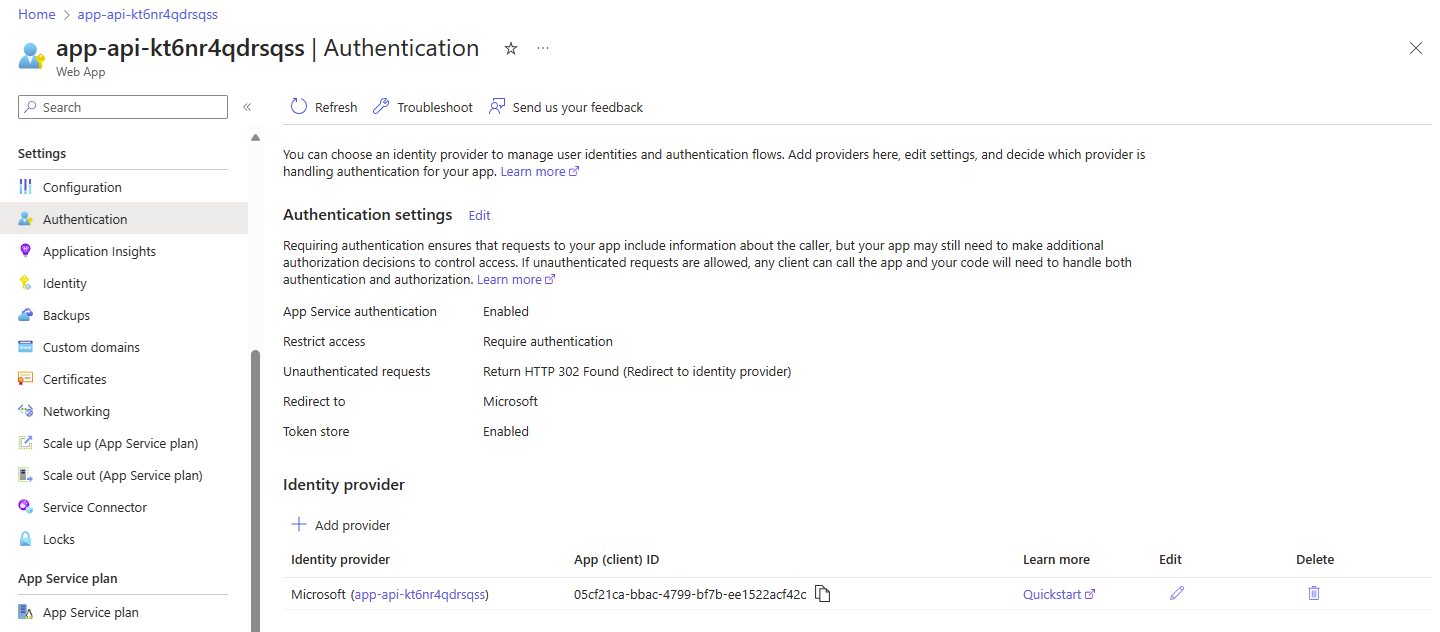 Home > app-api-kt6nr4qdrsqss
app-api-kt6nr4qdrsqss | Authentication
Web App
Search
«
Refresh Troubleshoot Send us your feedback
Settings
Configuration
Authentication
Application Insights
Identity
Backups
Custom domains
Certificates
Networking
Scale up (App Service plan)
Scale out (App Service plan)
Service Connector
Locks
App Service plan
App Service plan
You can choose an identity provider to manage user identities and authentication flows. Add providers here, edit settings, and decide which provider is
handling authentication for your app. Learn more
Authentication settings Edit
Requiring authentication ensures that requests to your app include information about the caller, but your app may still need to make additional
authorization decisions to control access. If unauthenticated requests are allowed, any client can call the app and your code will need to handle both
authentication and authorization. Learn more
App Service authentication Enabled
Restrict access Require authentication
Unauthenticated requests Return HTTP 302 Found (Redirect to identity provider)
Redirect to Microsoft
Token store Enabled
Identity provider
Add provider
Identity provider App (client) ID Learn more Edit Delete
Microsoft (app-api-kt6nr4qdrsqss) 05cf21ca-bbac-4799-bf7b-ee1522acf42c Quickstart